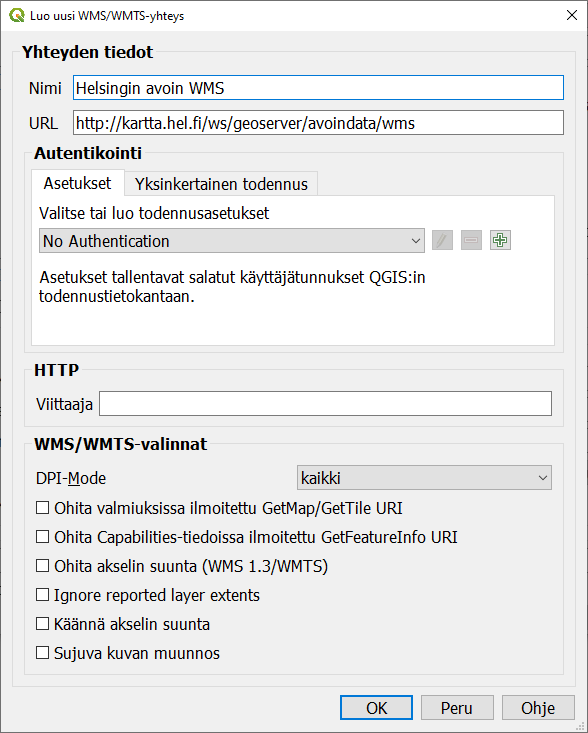 Luo uusi WMS/WMTS-yhteys
Yhteyden tiedot
Nimi Helsingin avoin WMS
URL http://kartta.hel.fi/ws/geoserver/avoindata/wms
Autentikointi
Asetukset Yksinkertainen todennus
Valitse tai luo todennusasetukset
No Authentication
Asetukset tallentavat salatut käyttäjätunnukset QGIS:in
todennustietokantaan.
HTTP
Viittaaja
WMS/WMTS-valinnat
DPI-Mode kaikki
Ohita valmiuksissa ilmoitettu GetMap/GetTile URI
Ohita Capabilities-tiedoissa ilmoitettu GetFeatureInfo URI
Ohita akselin suunta (WMS 1.3/WMTS)
Ignore reported layer extents
Käännä akselin suunta
Sujuva kuvan muunnos
OK Peru Ohje